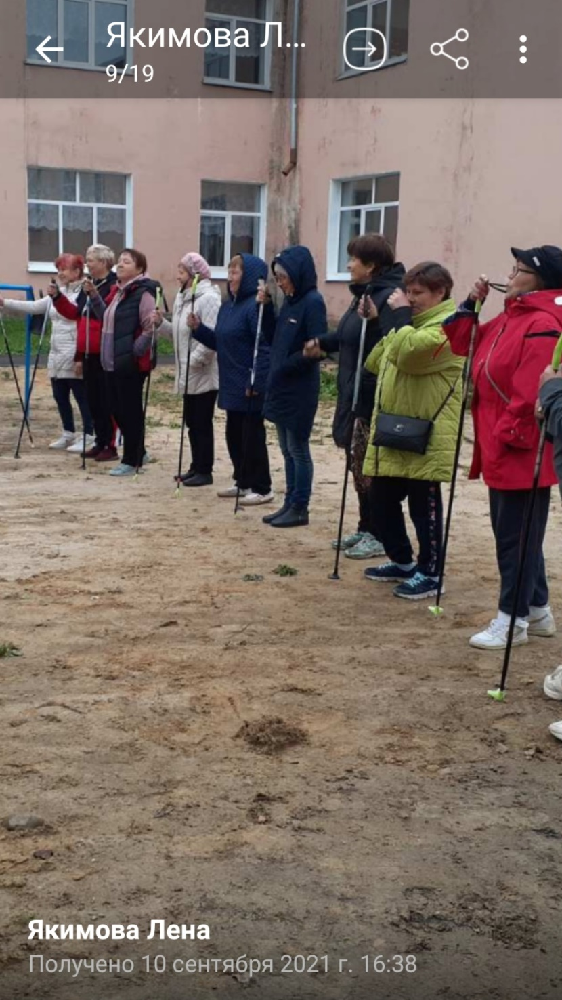 Якимова Л...
9/19
Якимова Лена
Получено 10 сентября 2021 г. 16:38